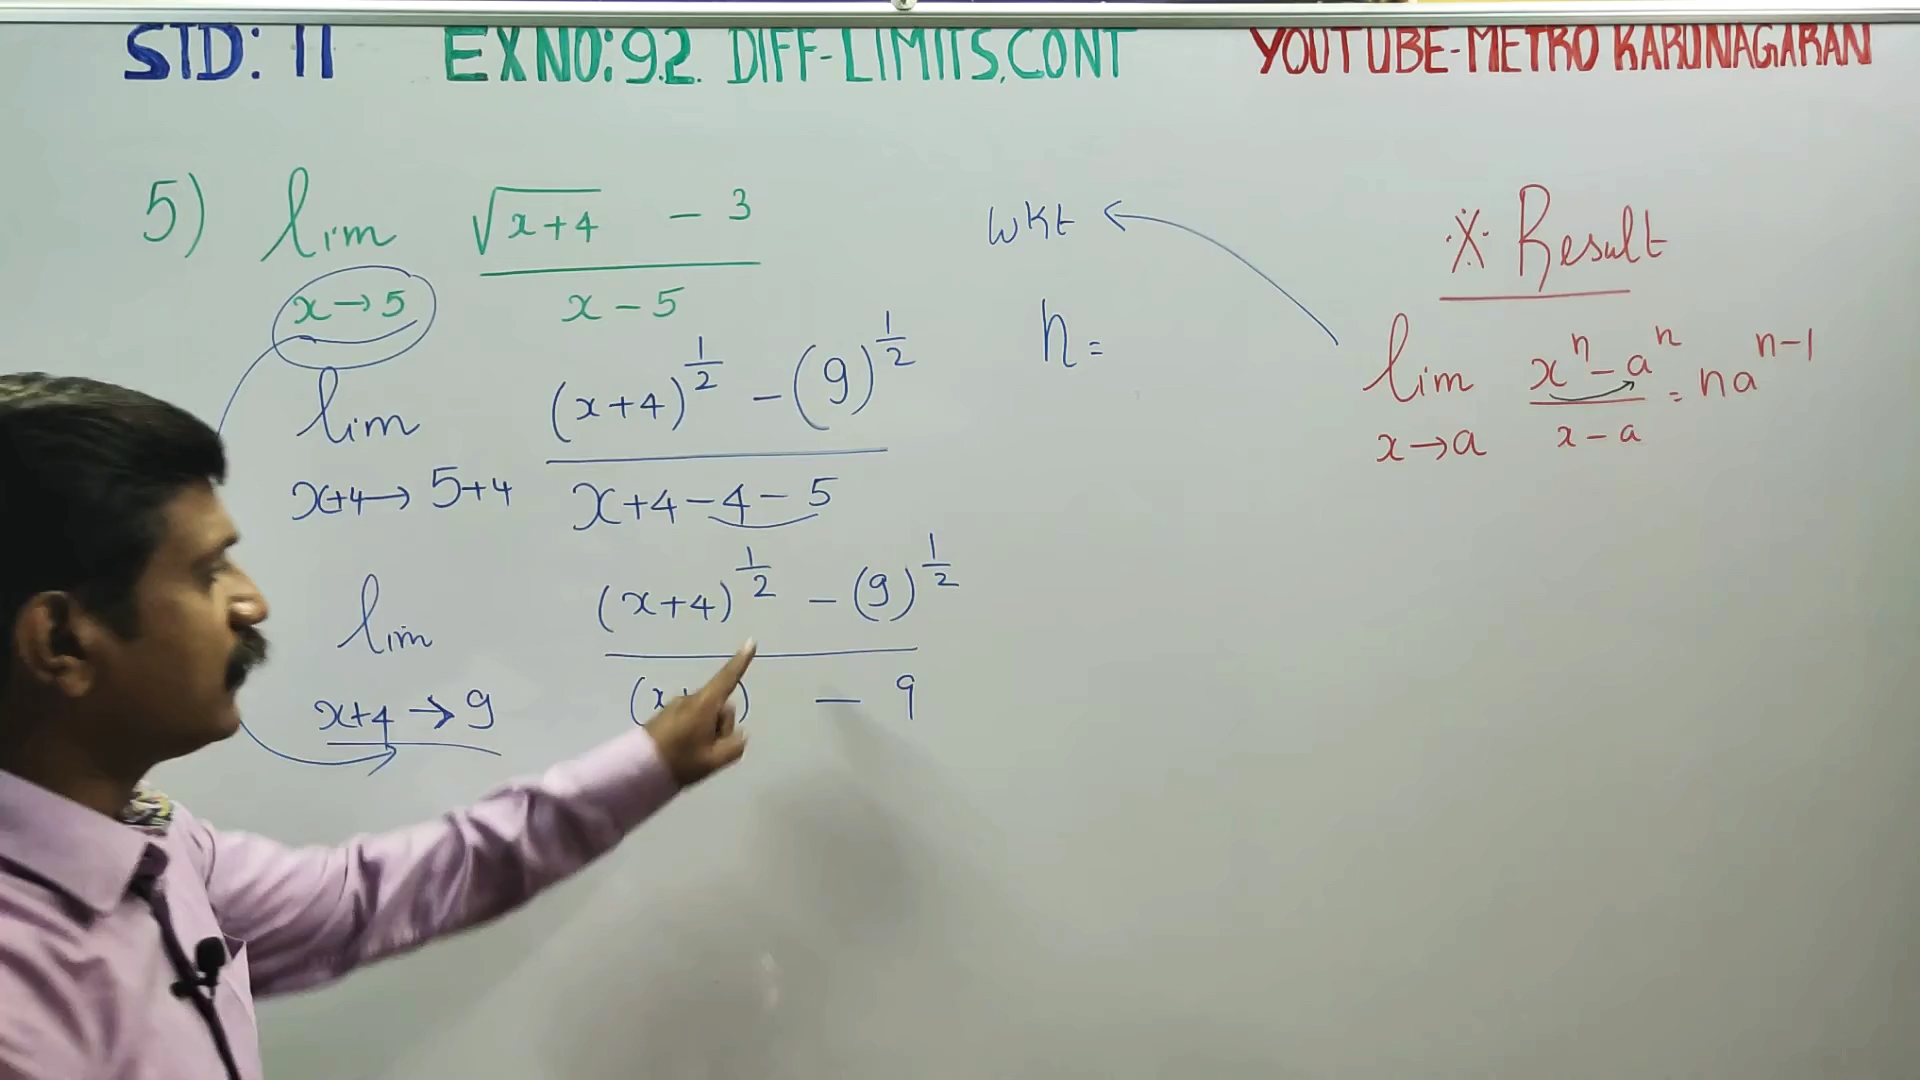 STD: 11 EXNO:9.2. DIFF-LIMITS,CONT YOUTUBE-METRO KARUNAGARAN
5) lim √(x+4) - 3
x→5 x-5
lim (x+4)^(1/2) - (9)^(1/2)
x+4→5+4 x+4-4-5
lim (x+4)^(1/2) - (9)^(1/2)
x+4→9 (x+ ) - 9
WKt
n =
※ Result
lim x^n - a^n = na^(n-1)
x→a x-a